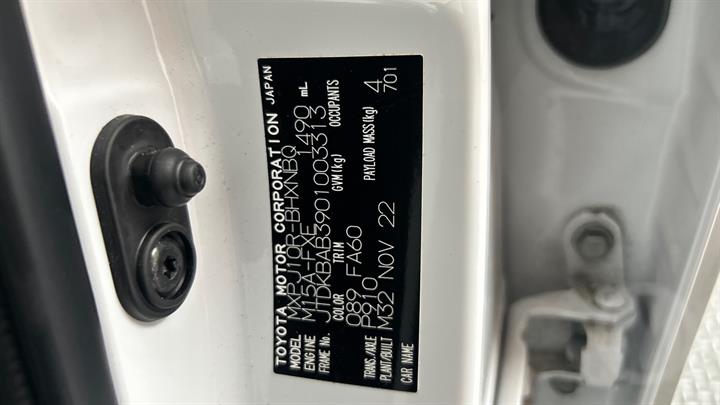 TOYOTA MOTOR CORPORATION JAPAN
MODEL MXPJ10R-BHXNBQ
ENGINE M15A-FXE 1490 mL
FRAME No. JTDKBAB3901003313
COLOR TRIM GVM(kg) OCCUPANTS
089 FA60
TRANS./AXLE P910 PAYLOAD MASS(kg) 4
PLANT/BUILT M32 NOV 22 701
CAR NAME